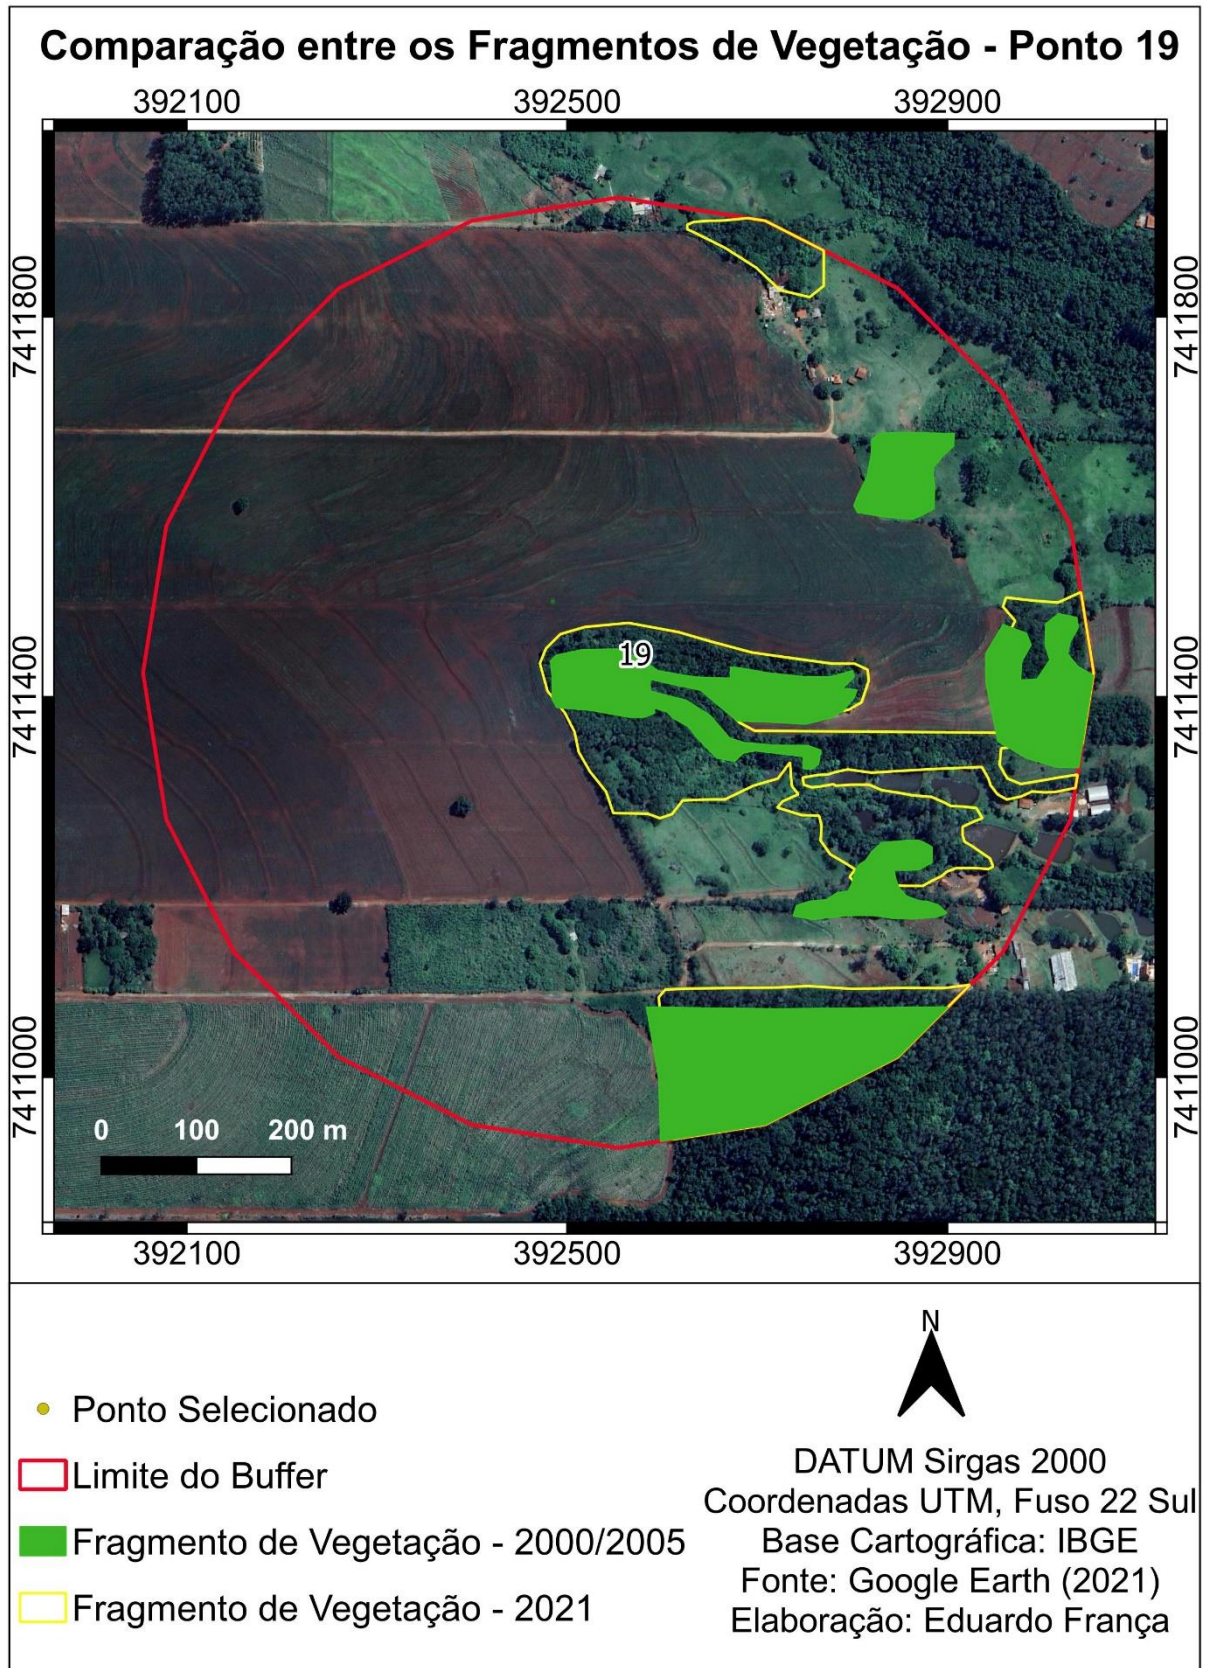 Comparação entre os Fragmentos de Vegetação - Ponto 19
392100 392500 392900
7411800 7411800
19
7411400 7411400
7411000 7411000
0 100 200 m
392100 392500 392900
N
Ponto Selecionado
Limite do Buffer
Fragmento de Vegetação - 2000/2005
Fragmento de Vegetação - 2021
DATUM Sirgas 2000
Coordenadas UTM, Fuso 22 Sul
Base Cartográfica: IBGE
Fonte: Google Earth (2021)
Elaboração: Eduardo França